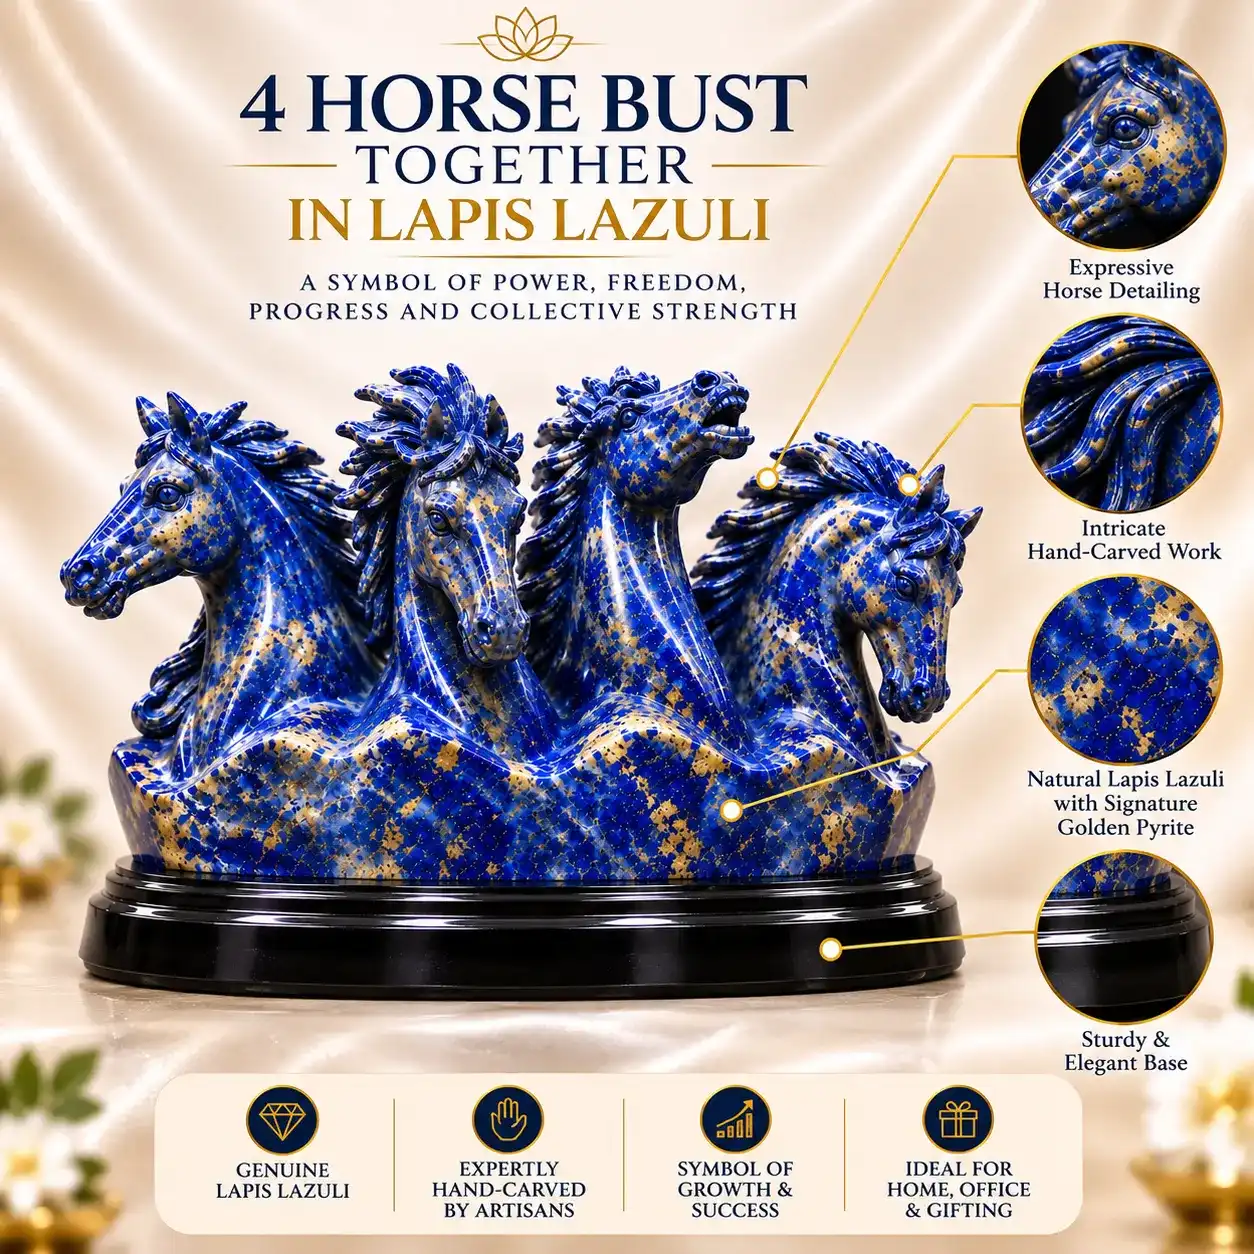 4 HORSE BUST
TOGETHER
IN LAPIS LAZULI
A SYMBOL OF POWER, FREEDOM,
PROGRESS AND COLLECTIVE STRENGTH
Expressive
Horse Detailing
Intricate
Hand-Carved Work
Natural Lapis Lazuli
with Signature
Golden Pyrite
Sturdy &
Elegant Base
GENUINE
LAPIS LAZULI
EXPERTLY
HAND-CARVED
BY ARTISANS
SYMBOL OF
GROWTH &
SUCCESS
IDEAL FOR
HOME, OFFICE
& GIFTING